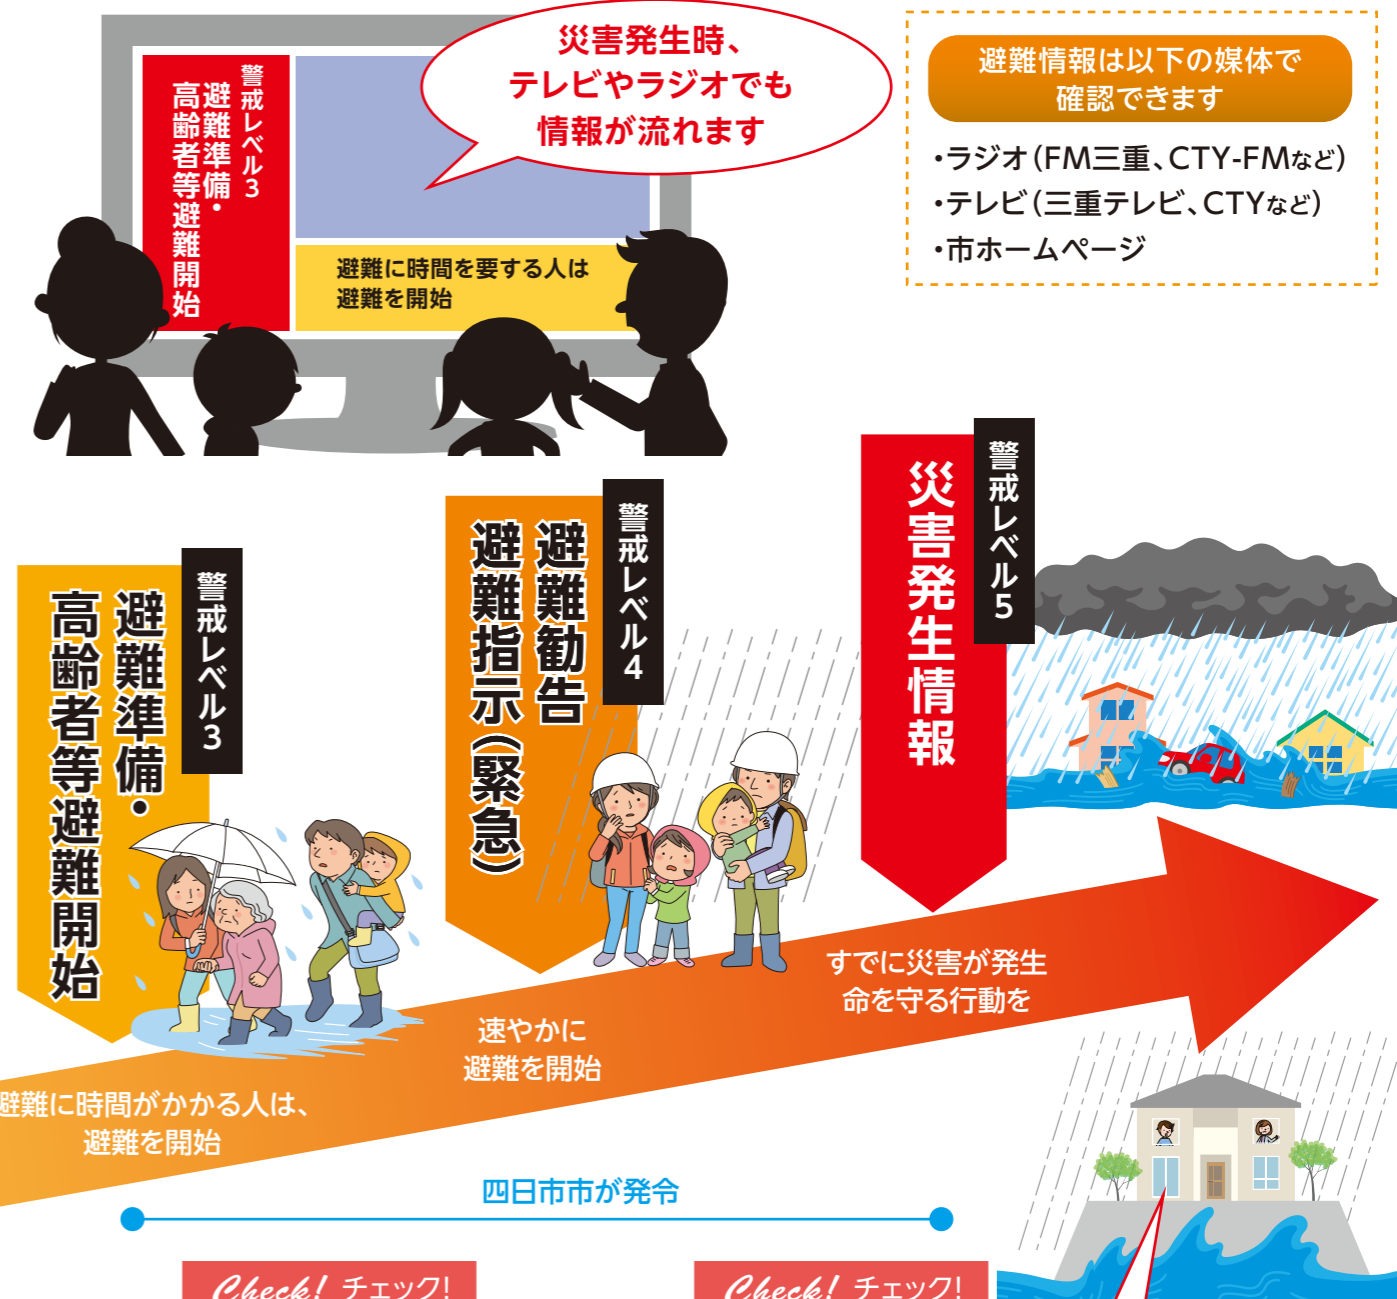 警戒レベル3
避難準備・
高齢者等避難開始
災害発生時、
テレビやラジオでも
情報が流れます
避難に時間を要する人は
避難を開始
避難情報は以下の媒体で
確認できます
・ラジオ(FM三重、CTY-FMなど)
・テレビ(三重テレビ、CTYなど)
・市ホームページ
警戒レベル3
避難準備・
高齢者等避難開始
警戒レベル4
避難勧告
避難指示(緊急)
警戒レベル5
災害発生情報
避難に時間がかかる人は、
避難を開始
速やかに
避難を開始
すでに災害が発生
命を守る行動を
四日市市が発令
Check! チェック!
Check! チェック!